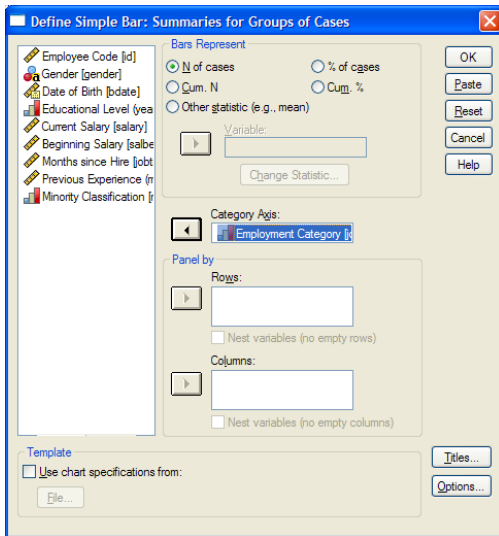 Define Simple Bar: Summaries for Groups of Cases
Employee Code [id]
Gender [gender]
Date of Birth [bdate]
Educational Level (yea
Current Salary [salary]
Beginning Salary [salbe
Months since Hire [jobt
Previous Experience (m
Minority Classification [r
Bars Represent
N of cases
% of cases
Cum. N
Cum. %
Other statistic (e.g., mean)
Variable:
Change Statistic...
Category Axis:
Employment Category [jo
Panel by
Rows:
Nest variables (no empty rows)
Columns:
Nest variables (no empty columns)
Template
Use chart specifications from:
File...
OK
Paste
Reset
Cancel
Help
Titles...
Options...